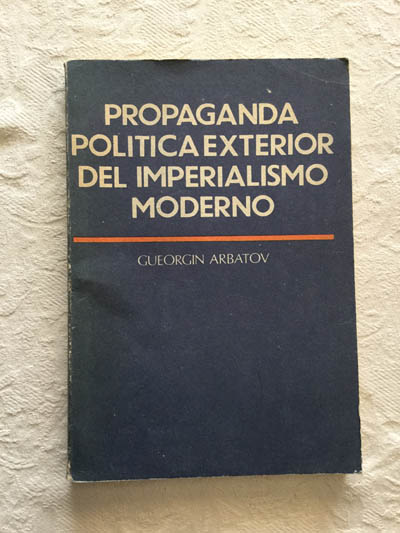 PROPAGANDA
POLITICA EXTERIOR
DEL IMPERIALISMO
MODERNO
GUEORGIN ARBATOV